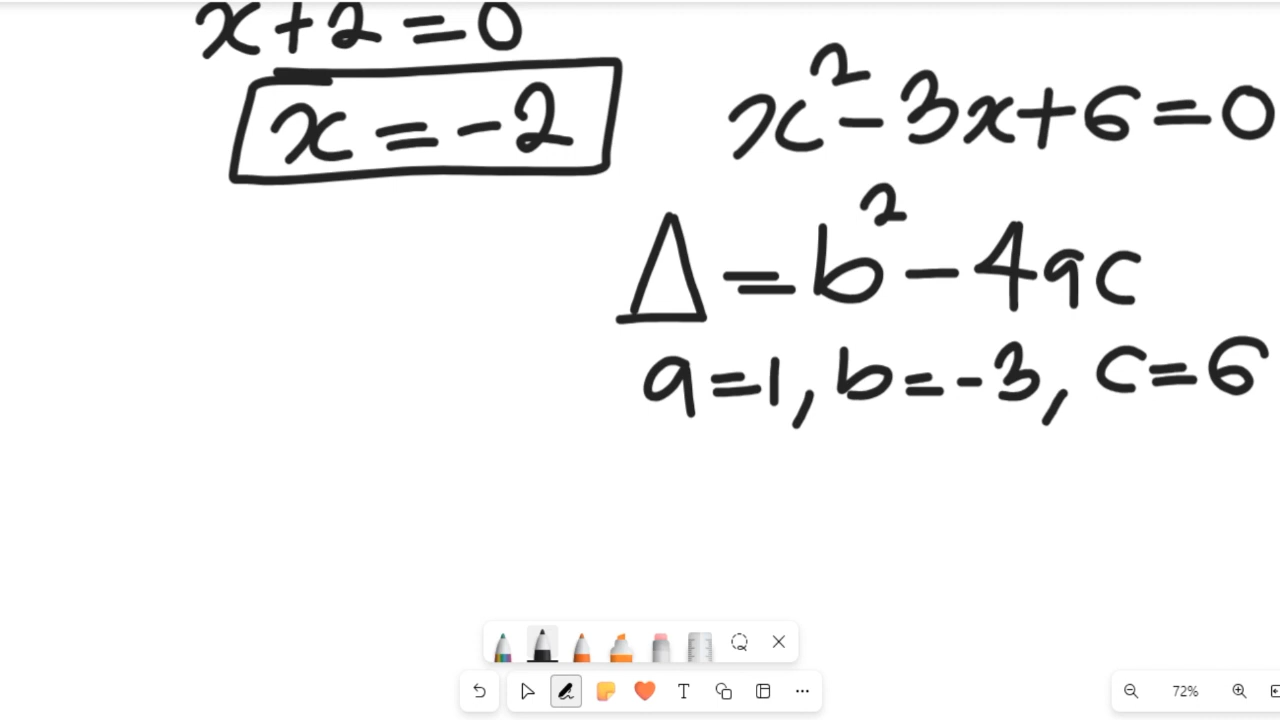 x+2=0
x=-2
x²-3x+6=0
Δ=b²-4ac
a=1, b=-3, c=6
T
72%